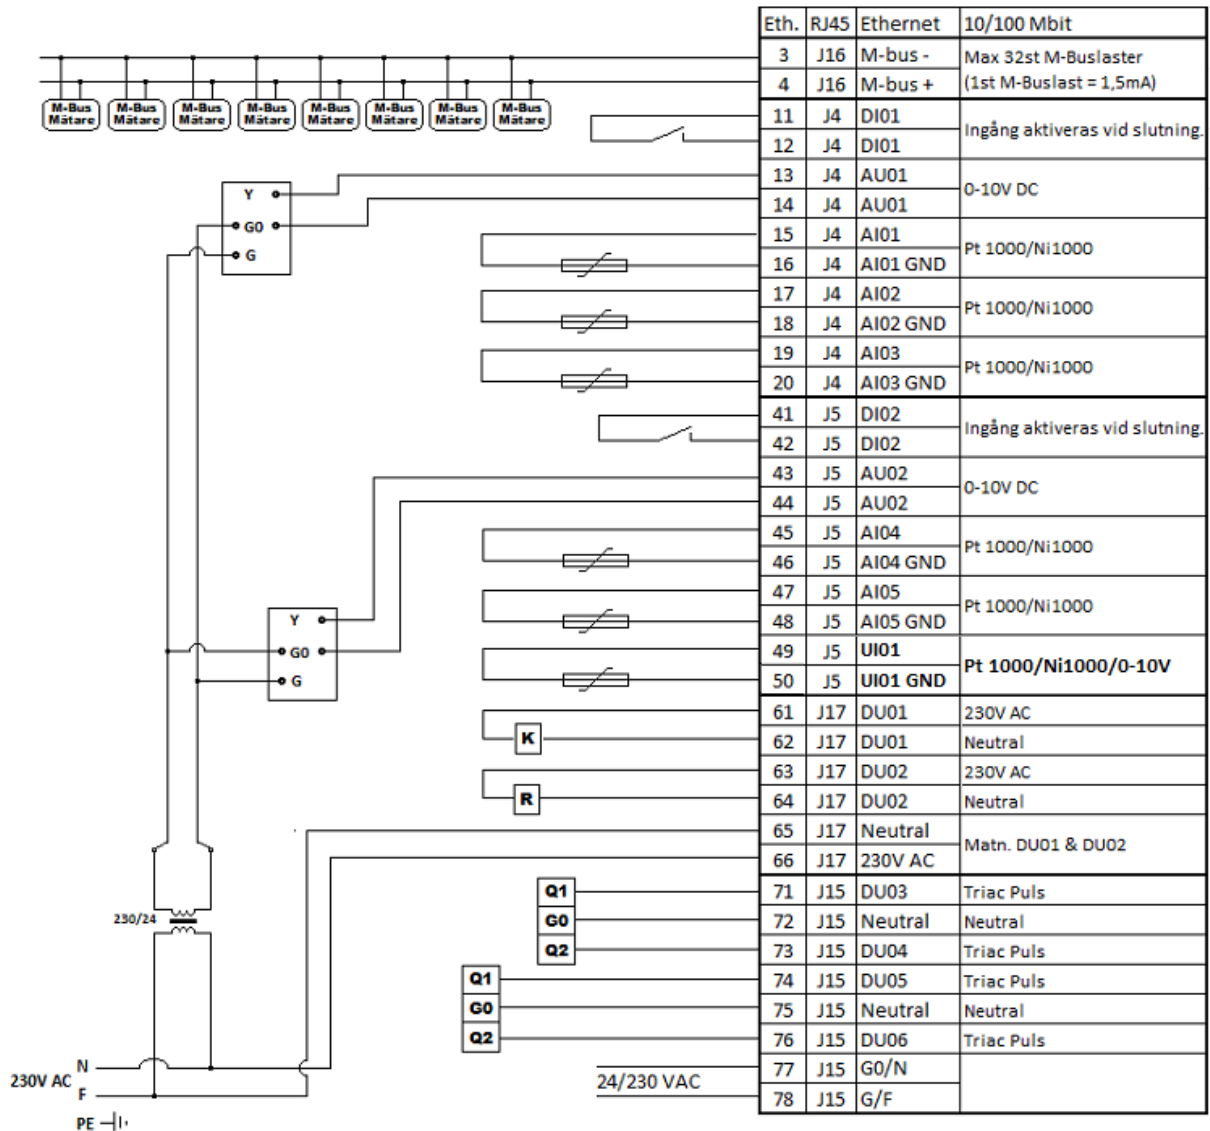 Eth. RJ45 Ethernet 10/100 Mbit
3 J16 M-bus - Max 32st M-Buslaster
4 J16 M-bus + (1st M-Buslast = 1,5mA)
M-Bus Mätare M-Bus Mätare M-Bus Mätare M-Bus Mätare M-Bus Mätare M-Bus Mätare M-Bus Mätare M-Bus Mätare
11 J4 DI01 Ingång aktiveras vid slutning.
12 J4 DI01
13 J4 AU01 0-10V DC
14 J4 AU01
Y
G0
G
15 J4 AI01 Pt 1000/Ni1000
16 J4 AI01 GND
17 J4 AI02 Pt 1000/Ni1000
18 J4 AI02 GND
19 J4 AI03 Pt 1000/Ni1000
20 J4 AI03 GND
41 J5 DI02 Ingång aktiveras vid slutning.
42 J5 DI02
43 J5 AU02 0-10V DC
44 J5 AU02
45 J5 AI04 Pt 1000/Ni1000
46 J5 AI04 GND
47 J5 AI05 Pt 1000/Ni1000
48 J5 AI05 GND
Y
G0
G
49 J5 UI01 Pt 1000/Ni1000/0-10V
50 J5 UI01 GND
61 J17 DU01 230V AC
K 62 J17 DU01 Neutral
63 J17 DU02 230V AC
R 64 J17 DU02 Neutral
65 J17 Neutral Matn. DU01 & DU02
66 J17 230V AC
230/24
Q1 71 J15 DU03 Triac Puls
G0 72 J15 Neutral Neutral
Q2 73 J15 DU04 Triac Puls
Q1 74 J15 DU05 Triac Puls
G0 75 J15 Neutral Neutral
Q2 76 J15 DU06 Triac Puls
24/230 VAC 77 J15 G0/N
78 J15 G/F
230V AC N
F
PE